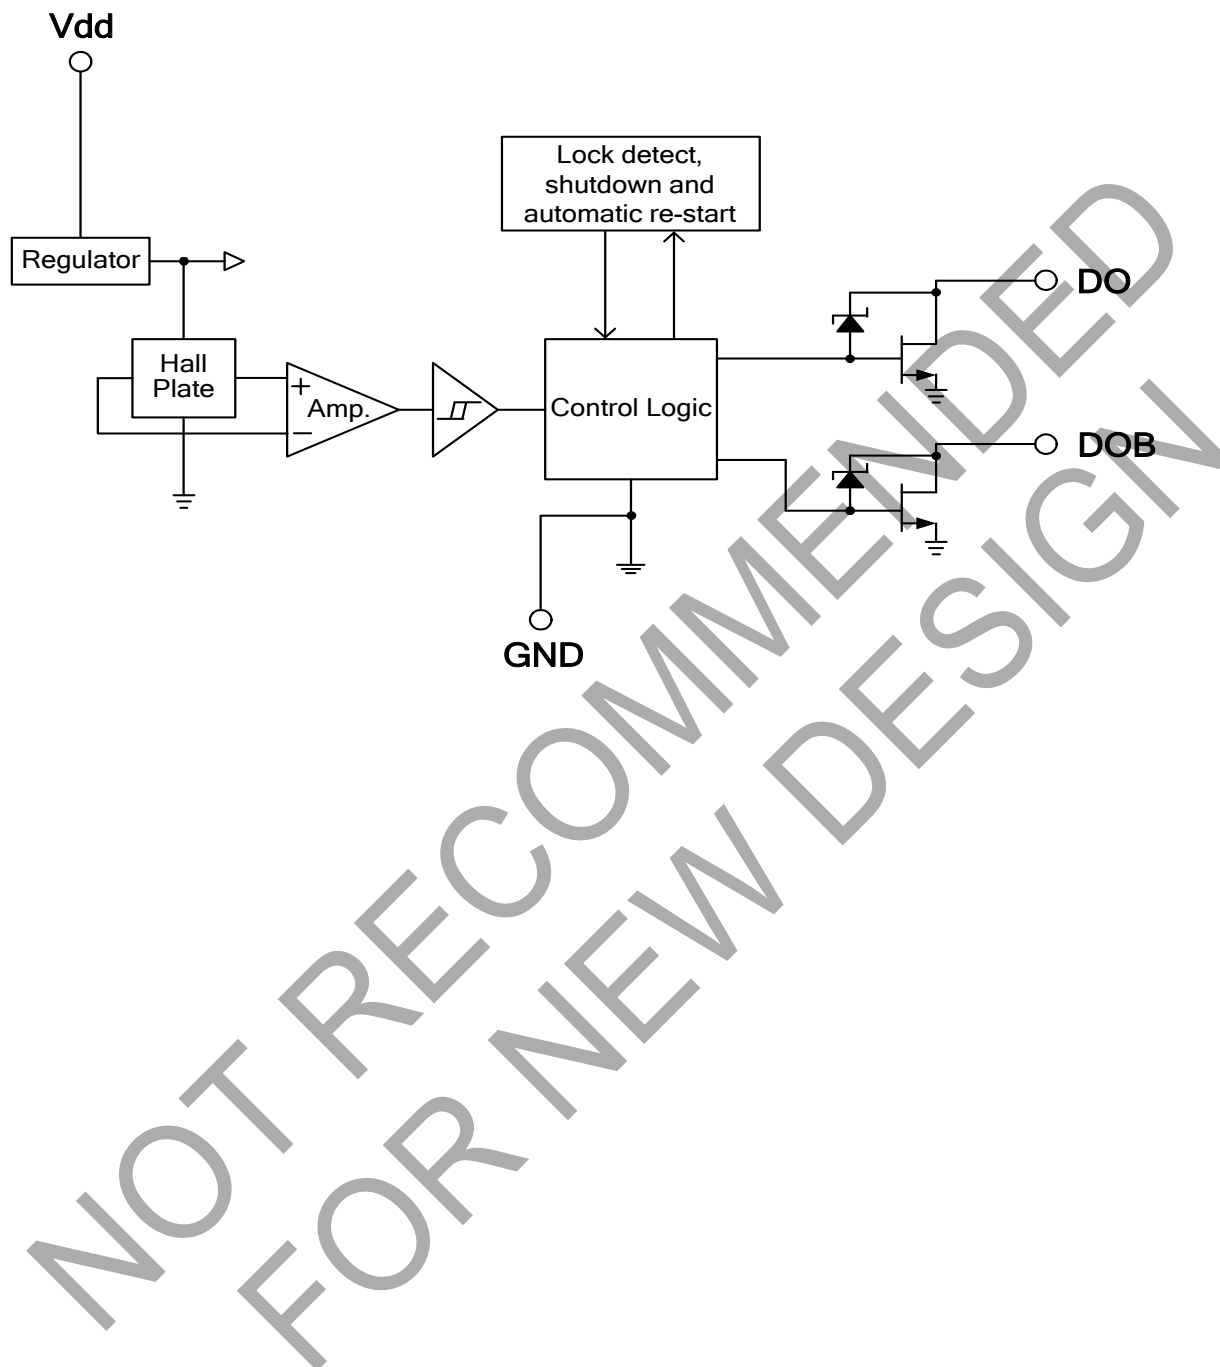 Vdd
Lock detect,
shutdown and
automatic re-start
Regulator
DO
Hall
Plate
+
Amp.
−
Control Logic
DOB
GND
NOT RECOMMENDED
FOR NEW DESIGN